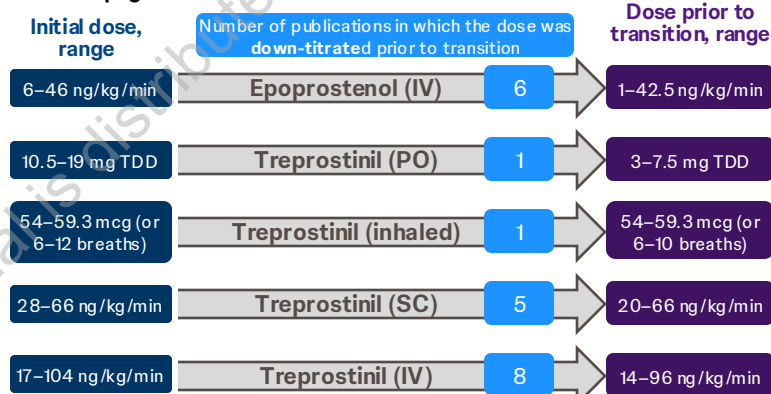 Initial dose,
range
Number of publications in which the dose was
down-titrated prior to transition
Dose prior to
transition, range
6–46 ng/kg/min
Epoprostenol (IV)
6
1–42.5 ng/kg/min
10.5–19 mg TDD
Treprostinil (PO)
1
3–7.5 mg TDD
54–59.3 mcg (or
6–12 breaths)
Treprostinil (inhaled)
1
54–59.3 mcg (or
6–10 breaths)
28–66 ng/kg/min
Treprostinil (SC)
5
20–66 ng/kg/min
17–104 ng/kg/min
Treprostinil (IV)
8
14–96 ng/kg/min
is distribute